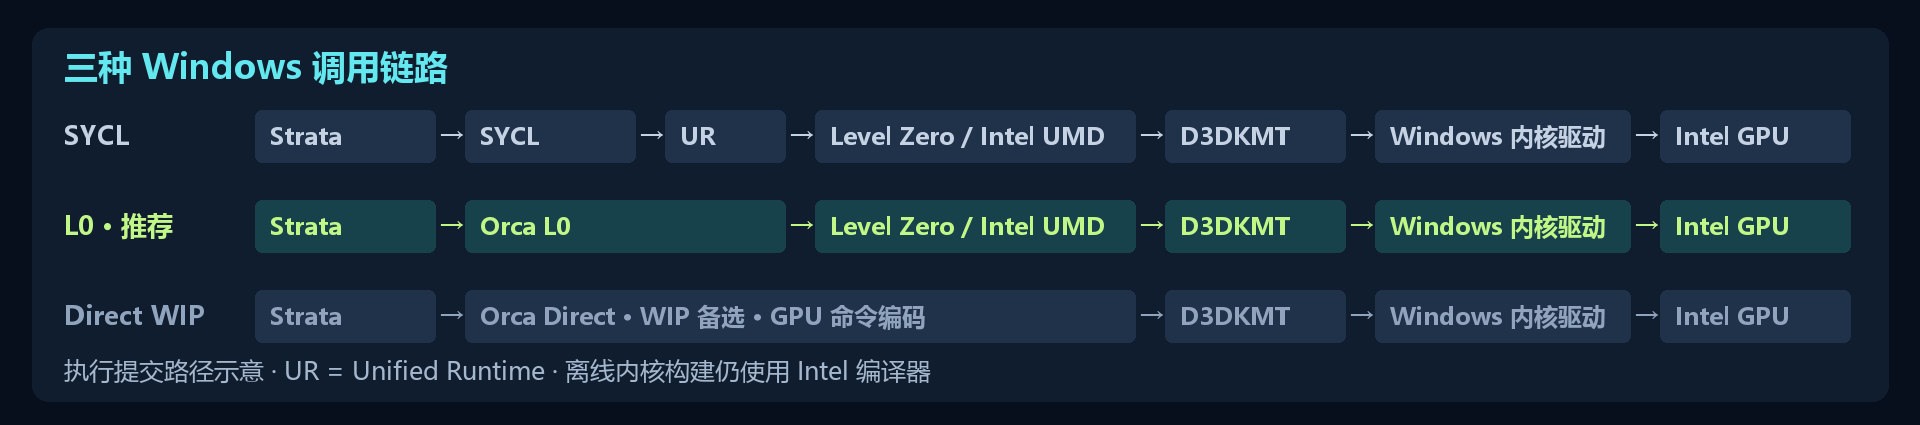 三种 Windows 调用链路
SYCL Strata → SYCL → UR → Level Zero / Intel UMD → D3DKMT → Windows 内核驱动 → Intel GPU
L0 • 推荐 Strata → Orca L0 → Level Zero / Intel UMD → D3DKMT → Windows 内核驱动 → Intel GPU
Direct WIP Strata → Orca Direct • WIP 备选 • GPU 命令编码 → D3DKMT → Windows 内核驱动 → Intel GPU
执行提交路径示意 · UR = Unified Runtime · 离线内核构建仍使用 Intel 编译器